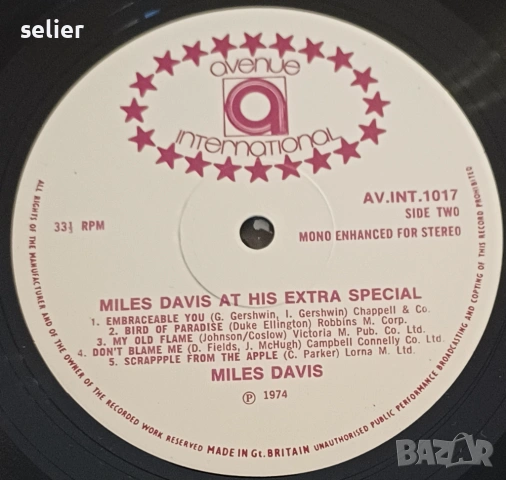 selier
avenue
a
international
AV.INT.1017
SIDE TWO
33⅓ RPM
MONO ENHANCED FOR STEREO
MILES DAVIS AT HIS EXTRA SPECIAL
1. EMBRACEABLE YOU (G. Gershwin, I. Gershwin) Chappell & Co.
2. BIRD OF PARADISE (Duke Ellington) Robbins M. Corp.
3. MY OLD FLAME (Johnson/Coslow) Victoria M. Pub. Co. Ltd.
4. DON'T BLAME ME (D. Fields, J. McHugh) Campbell Connelly Co. Ltd.
5. SCRAPPPLE FROM THE APPLE (C. Parker) Lorna M. Ltd.
MILES DAVIS
Ⓟ 1974
ALL RIGHTS OF THE MANUFACTURER AND OF THE OWNER OF THE RECORDED WORK RESERVED MADE IN Gt. BRITAIN UNAUTHORISED PUBLIC PERFORMANCE BROADCASTING AND COPYING OF THIS RECORD PROHIBITED
BAZAR